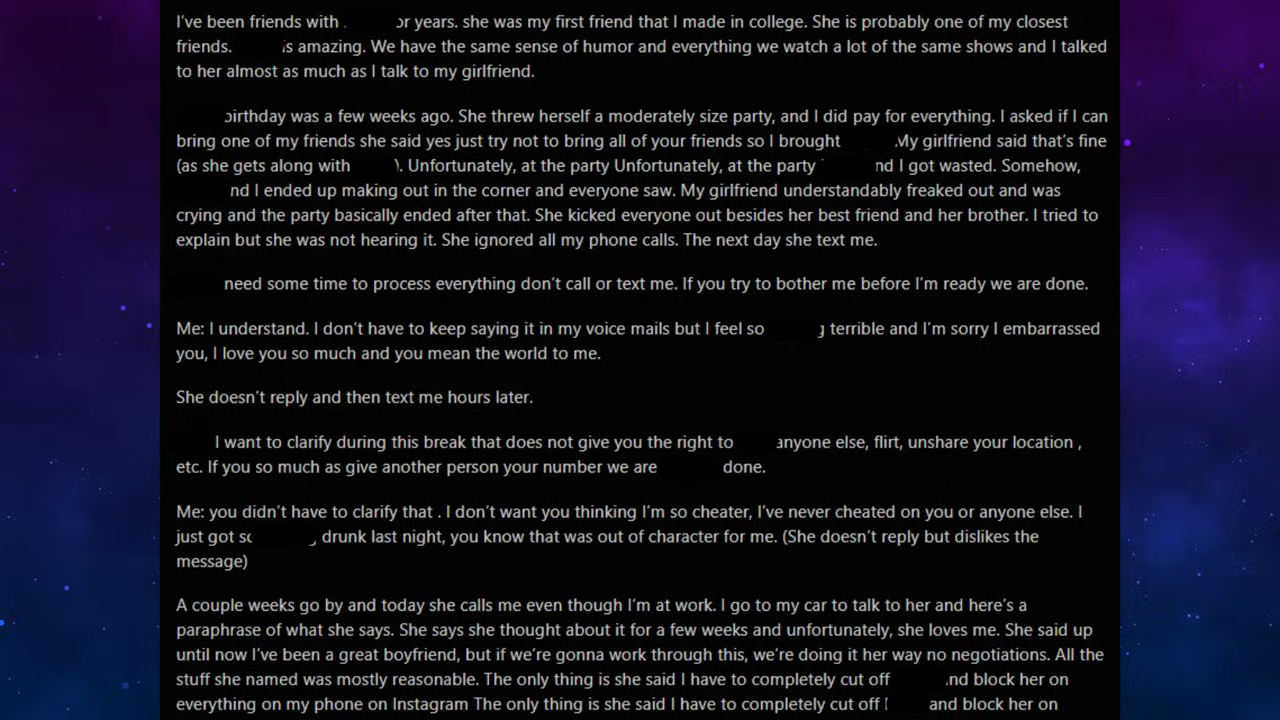 I've been friends with or years. she was my first friend that I made in college. She is probably one of my closest
friends. is amazing. We have the same sense of humor and everything we watch a lot of the same shows and I talked
to her almost as much as I talk to my girlfriend.
birthday was a few weeks ago. She threw herself a moderately size party, and I did pay for everything. I asked if I can
bring one of my friends she said yes just try not to bring all of your friends so I brought My girlfriend said that's fine
(as she gets along with ). Unfortunately, at the party Unfortunately, at the party nd I got wasted. Somehow,
nd I ended up making out in the corner and everyone saw. My girlfriend understandably freaked out and was
crying and the party basically ended after that. She kicked everyone out besides her best friend and her brother. I tried to
explain but she was not hearing it. She ignored all my phone calls. The next day she text me.
need some time to process everything don't call or text me. If you try to bother me before I'm ready we are done.
Me: I understand. I don't have to keep saying it in my voice mails but I feel so g terrible and I'm sorry I embarrassed
you, I love you so much and you mean the world to me.
She doesn't reply and then text me hours later.
I want to clarify during this break that does not give you the right to anyone else, flirt, unshare your location ,
etc. If you so much as give another person your number we are done.
Me: you didn't have to clarify that . I don't want you thinking I'm so cheater, I've never cheated on you or anyone else. I
just got so drunk last night, you know that was out of character for me. (She doesn't reply but dislikes the
message)
A couple weeks go by and today she calls me even though I'm at work. I go to my car to talk to her and here's a
paraphrase of what she says. She says she thought about it for a few weeks and unfortunately, she loves me. She said up
until now I've been a great boyfriend, but if we're gonna work through this, we're doing it her way no negotiations. All the
stuff she named was mostly reasonable. The only thing is she said I have to completely cut off nd block her on
everything on my phone on Instagram The only thing is she said I have to completely cut off and block her on